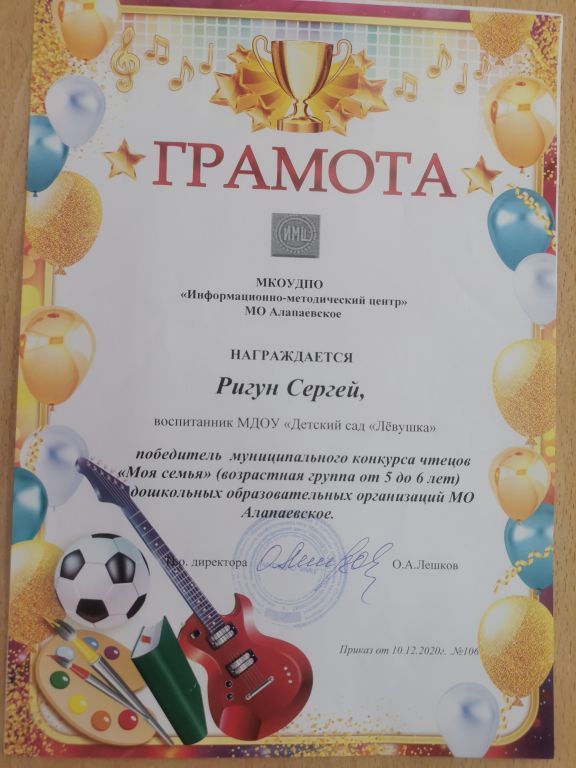 ГРАМОТА
ИМЦ
МКОУДПО
«Информационно-методический центр»
МО Алапаевское
НАГРАЖДАЕТСЯ
Ригун Сергей,
воспитанник МДОУ «Детский сад «Лёвушка»
победитель муниципального конкурса чтецов
«Моя семья» (возрастная группа от 5 до 6 лет)
дошкольных образовательных организаций МО
Алапаевское.
И.о. директора О.А.Лешков
Приказ от 10.12.2020г. .№106